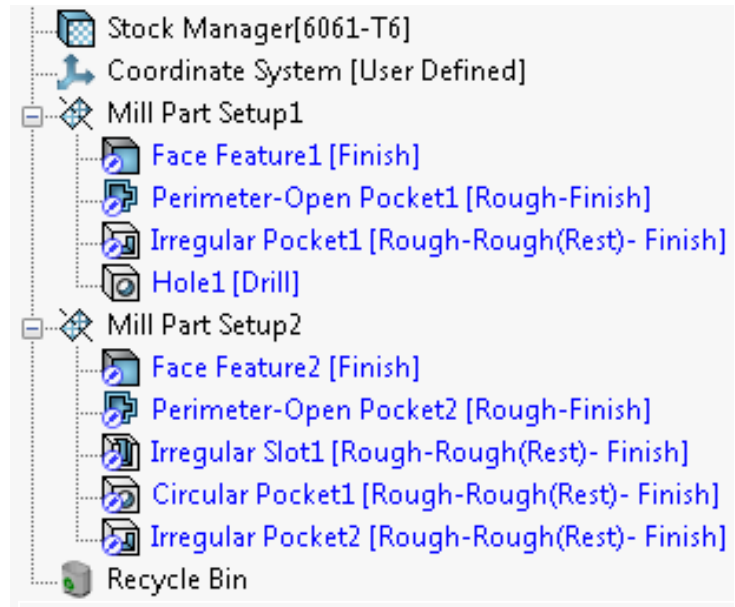 Stock Manager[6061-T6]
Coordinate System [User Defined]
Mill Part Setup1
Face Feature1 [Finish]
Perimeter-Open Pocket1 [Rough-Finish]
Irregular Pocket1 [Rough-Rough(Rest)- Finish]
Hole1 [Drill]
Mill Part Setup2
Face Feature2 [Finish]
Perimeter-Open Pocket2 [Rough-Finish]
Irregular Slot1 [Rough-Rough(Rest)- Finish]
Circular Pocket1 [Rough-Rough(Rest)- Finish]
Irregular Pocket2 [Rough-Rough(Rest)- Finish]
Recycle Bin